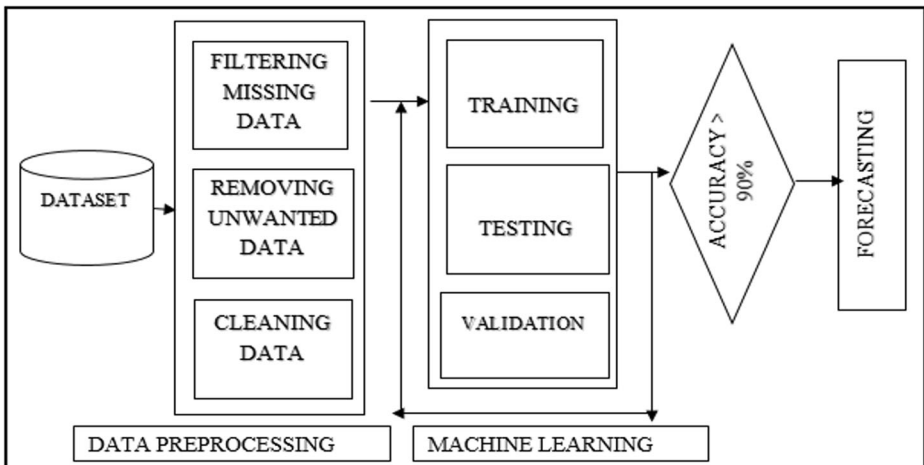 DATASET
FILTERING
MISSING
DATA
REMOVING
UNWANTED
DATA
CLEANING
DATA
DATA PREPROCESSING
TRAINING
TESTING
VALIDATION
MACHINE LEARNING
ACCURACY >
90%
FORECASTING